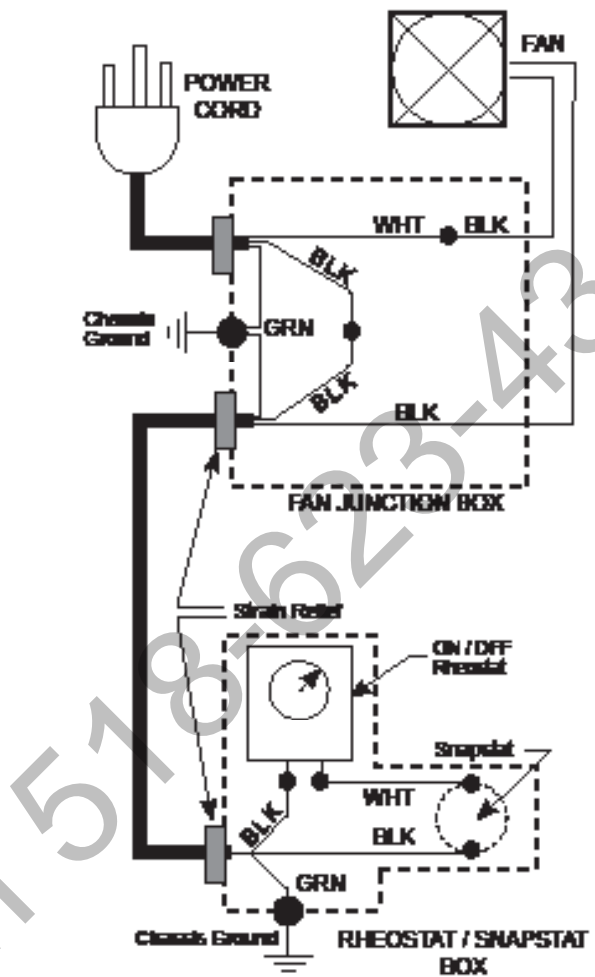 FAN
POWER
CORD
WHT
BLK
BLK
Chassis
Ground
GRN
BLK
BLK
FAN JUNCTION BOX
Strain Relief
ON / OFF
Rheostat
Snapstat
WHT
BLK
BLK
GRN
Chassis Ground
RHEOSTAT / SNAPSTAT
BOX
518-623-43